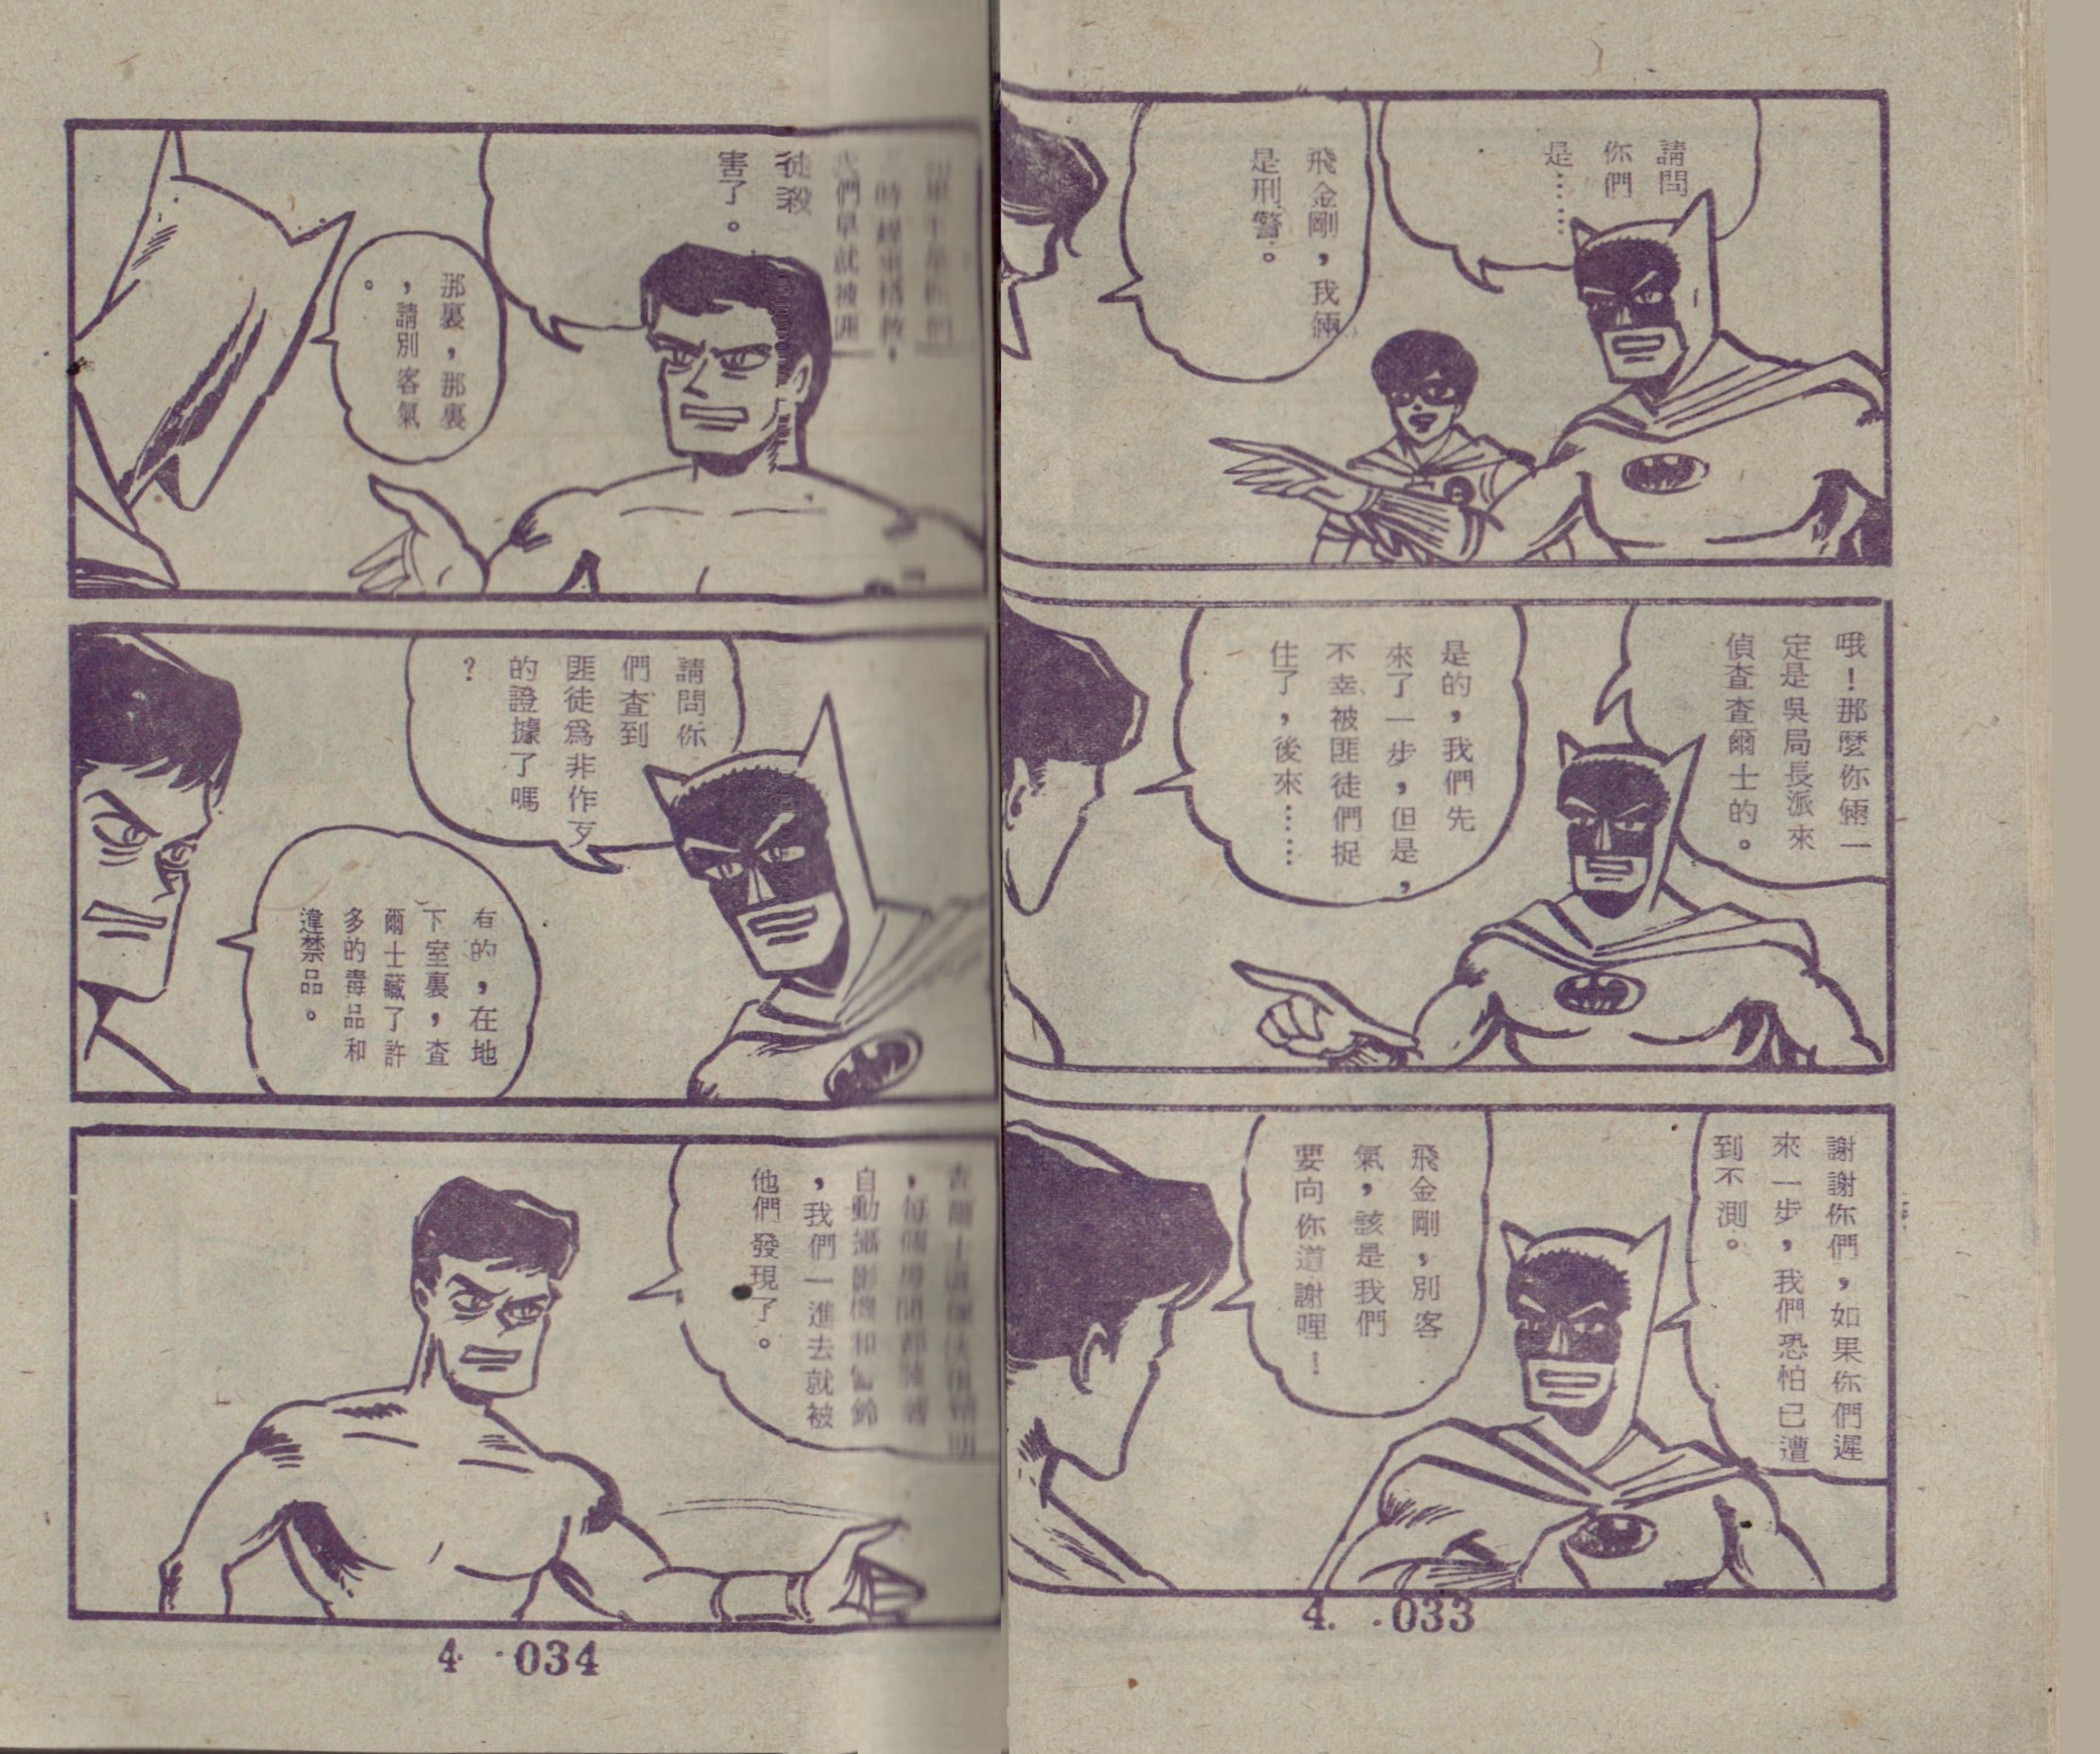 請問
你們
是……
飛金剛，我倆
是刑警。
哦！那麼你倆一
定是吳局長派來
偵查查爾士的。
是的，我們先
來了一步，但是，
不幸被匪徒們捉
住了，後來……
謝謝你們，如果你們遲
來一步，我們恐怕已遭
到不測。
飛金剛，別客
氣，該是我們
要向你道謝哩！
4. .033
們早就被匪
徒殺
害了。
那裏，那裏
，請別客氣
。
請問你
們查到
匪徒爲非作歹
的證據了嗎
？
有的，在地
下室裏，查
爾士藏了許
多的毒品和
違禁品。
自動攝影機和
，我們一進去就被
他們發現了。
4 .034